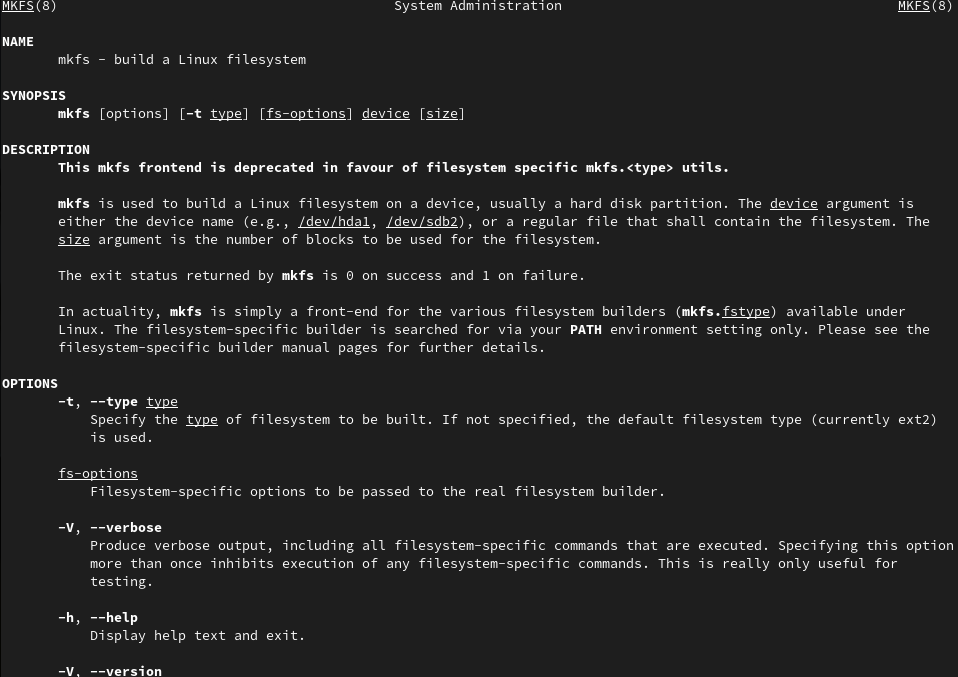 MKFS(8) System Administration MKFS(8)
NAME
mkfs - build a Linux filesystem
SYNOPSIS
mkfs [options] [-t type] [fs-options] device [size]
DESCRIPTION
This mkfs frontend is deprecated in favour of filesystem specific mkfs.<type> utils.
mkfs is used to build a Linux filesystem on a device, usually a hard disk partition. The device argument is
either the device name (e.g., /dev/hda1, /dev/sdb2), or a regular file that shall contain the filesystem. The
size argument is the number of blocks to be used for the filesystem.
The exit status returned by mkfs is 0 on success and 1 on failure.
In actuality, mkfs is simply a front-end for the various filesystem builders (mkfs.fstype) available under
Linux. The filesystem-specific builder is searched for via your PATH environment setting only. Please see the
filesystem-specific builder manual pages for further details.
OPTIONS
-t, --type type
Specify the type of filesystem to be built. If not specified, the default filesystem type (currently ext2)
is used.
fs-options
Filesystem-specific options to be passed to the real filesystem builder.
-V, --verbose
Produce verbose output, including all filesystem-specific commands that are executed. Specifying this option
more than once inhibits execution of any filesystem-specific commands. This is really only useful for
testing.
-h, --help
Display help text and exit.
-V, --version